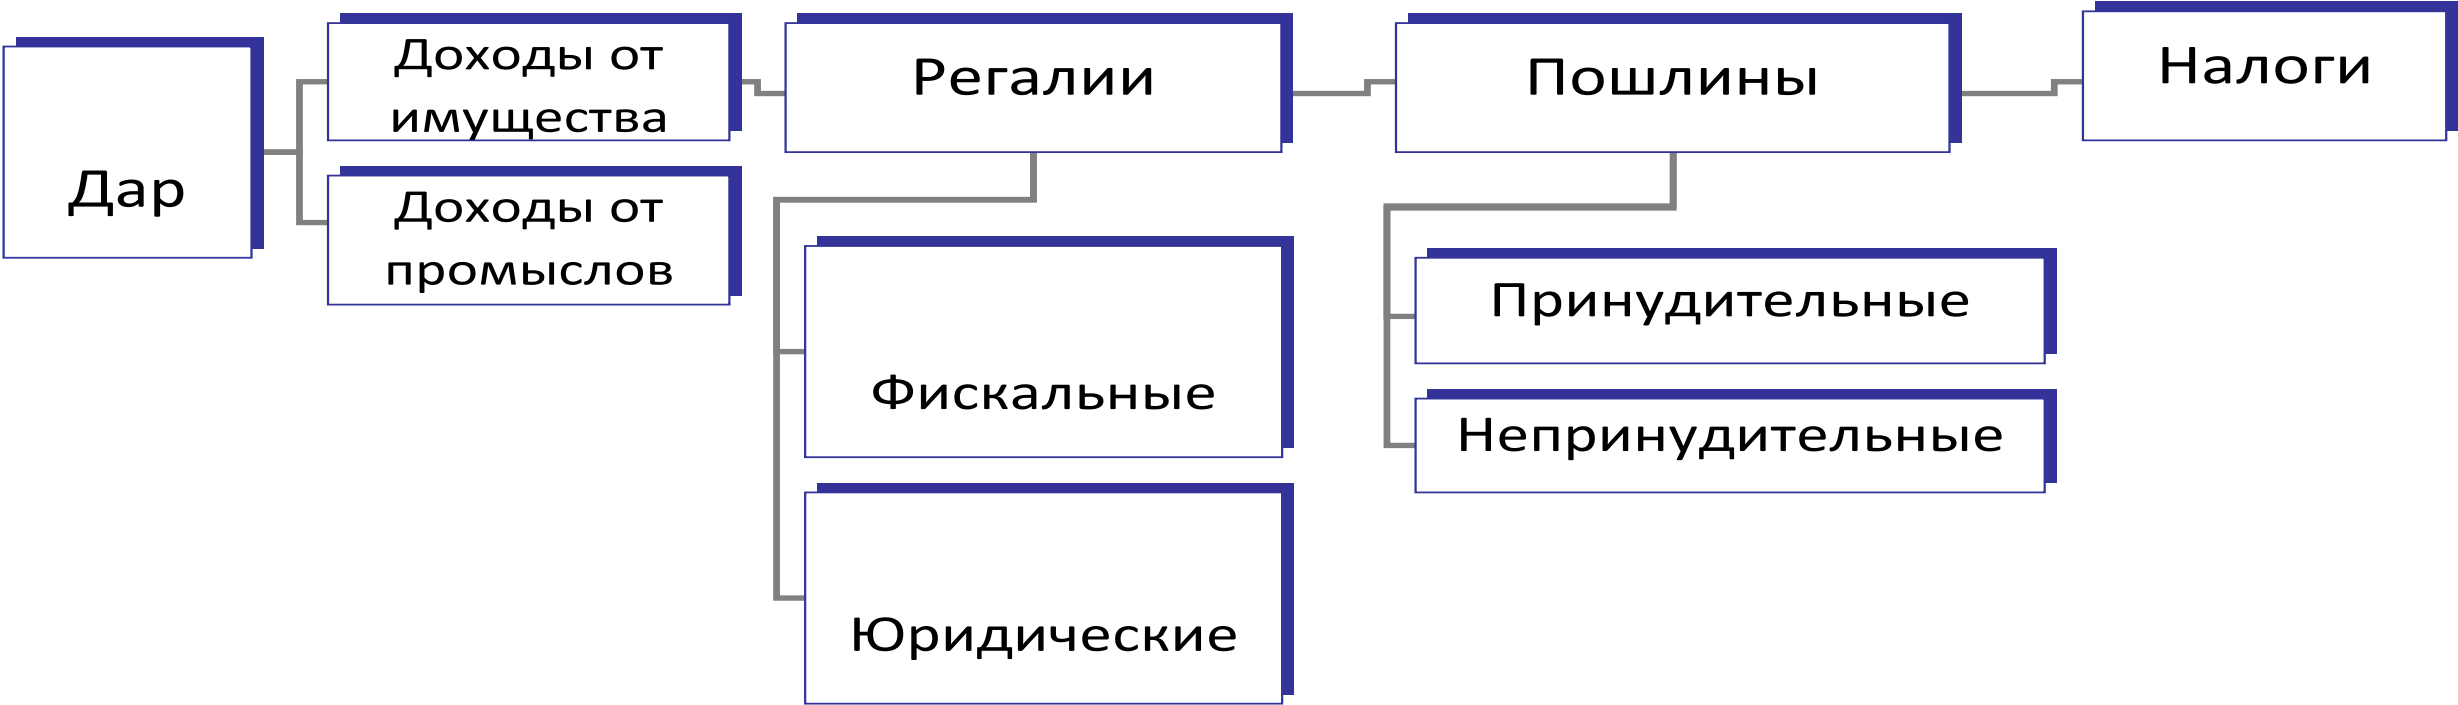 Дар
Доходы от
имущества
Доходы от
промыслов
Регалии
Фискальные
Юридические
Пошлины
Принудительные
Непринудительные
Налоги